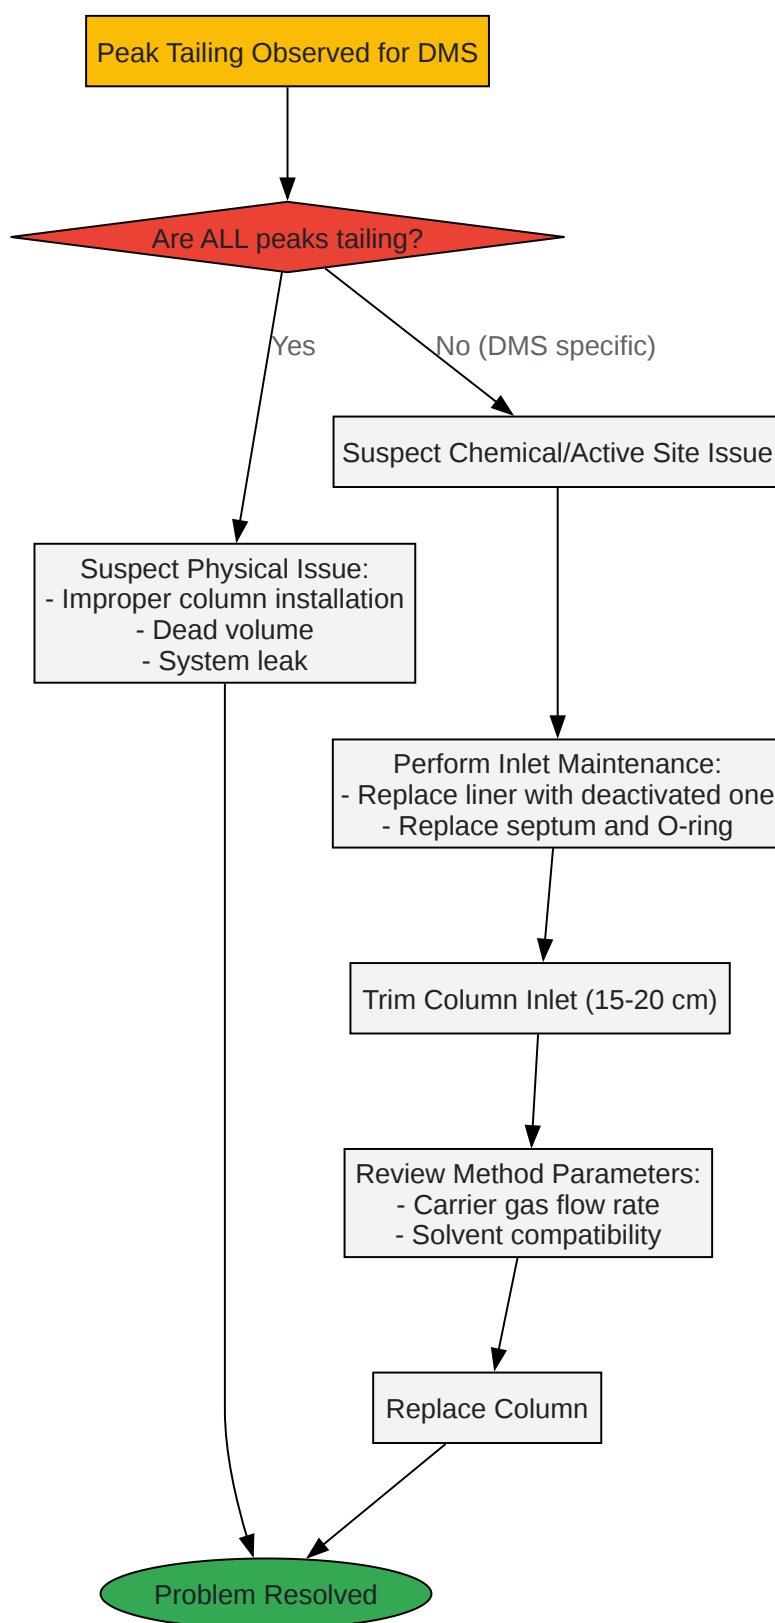 Peak Tailing Observed for DMS
Are ALL peaks tailing?
Yes
No (DMS specific)
Suspect Chemical/Active Site Issue
Suspect Physical Issue:
- Improper column installation
- Dead volume
- System leak
Perform Inlet Maintenance:
- Replace liner with deactivated one
- Replace septum and O-ring
Trim Column Inlet (15-20 cm)
Review Method Parameters:
- Carrier gas flow rate
- Solvent compatibility
Replace Column
Problem Resolved